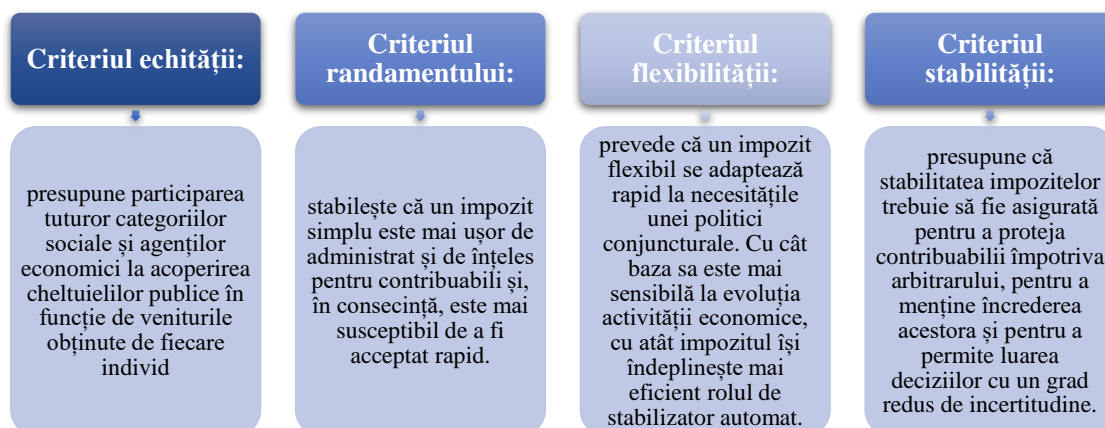 Criteriul echității:
presupune participarea
tuturor categoriilor
sociale și agenților
economici la acoperirea
cheltuielilor publice în
funcție de veniturile
obținute de fiecare
individ
Criteriul
randamentului:
stabilește că un impozit
simplu este mai ușor de
administrat și de înțeles
pentru contribuabili și,
în consecință, este mai
susceptibil de a fi
acceptat rapid.
Criteriul
flexibilității:
prevede că un impozit
flexibil se adaptează
rapid la necesitățile
unei politici
conjuncturale. Cu cât
baza sa este mai
sensibilă la evoluția
activității economice,
cu atât impozitul își
îndeplinește mai
eficient rolul de
stabilizator automat.
Criteriul
stabilității:
presupune că
stabilitatea impozitelor
trebuie să fie asigurată
pentru a proteja
contribuabilii împotriva
arbitrarului, pentru a
menține încrederea
acestora și pentru a
permite luarea
deciziilor cu un grad
redus de incertitudine.